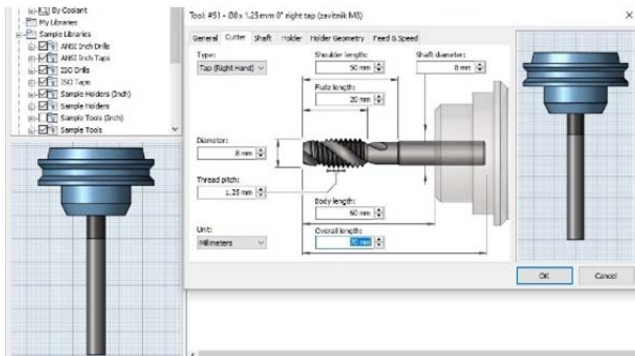 By Coolant
My Libraries
Sample Libraries
ANSI Inch Drills
ANSI Inch Taps
ISO Drills
ISO Taps
Sample Holders (Inch)
Sample Holders
Sample Tools (Inch)
Sample Tools
Tool: #51 - Ø8 x 1.25mm 0° right tap (zavitnik M8)
General Cutter Shaft Holder Holder Geometry Feed & Speed
Type:
Tap (Right Hand)
Shoulder length:
50 mm
Shaft diameter:
8 mm
Flute length:
20 mm
Diameter:
8 mm
Thread pitch:
1.25 mm
Body length:
60 mm
Unit:
Millimeters
Overall length:
70 mm
OK Cancel